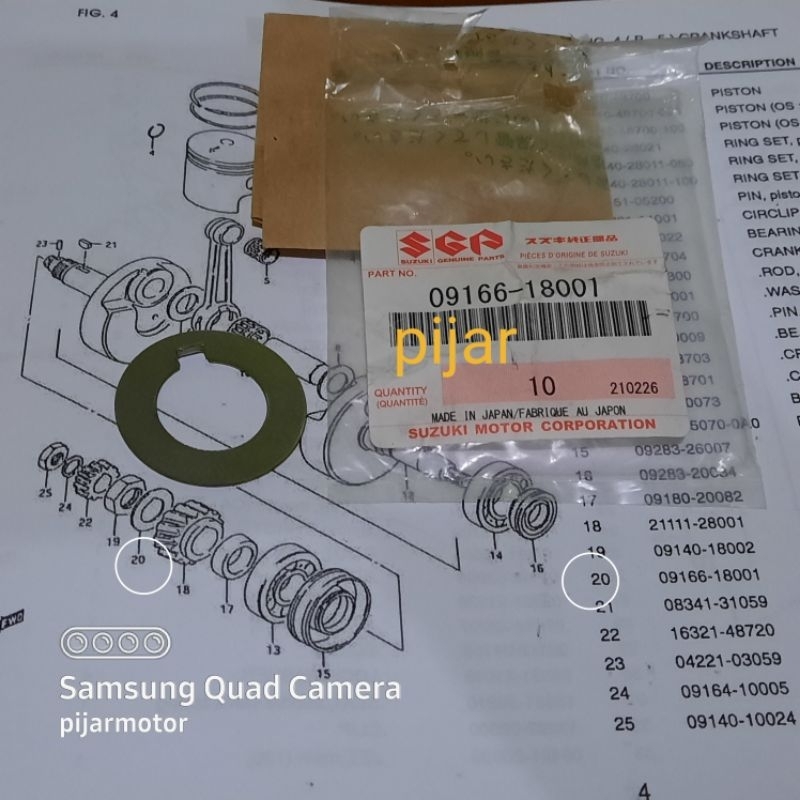 FIG. 4
CRANKSHAFT
DESCRIPTION
PISTON
PISTON (OS
PISTON (OS
RING SET,
RING SET,
RING SET
PIN, pisto
CIRCLIP
BEARIN
CRANK
.ROD,
.WAS
.PIN
.BE
.CF
.C
SGP
SUZUKI GENUINE PARTS
スズキ純正部品
PIÈCES D'ORIGINE DE SUZUKI
PART NO.
09166-18001
pijar
QUANTITY
(QUANTITÉ)
10
210226
MADE IN JAPAN/FABRIQUE AU JAPON
SUZUKI MOTOR CORPORATION
23
21
5
25
24
22
19
20
18
17
13
15
14
16
15 09283-26007
16 09283-20034
17 09180-20082
18 21111-28001
19 09140-18002
20 09166-18001
21 08341-31059
22 16321-48720
23 04221-03059
24 09164-10005
25 09140-10024
FWD
Samsung Quad Camera
pijarmotor
4